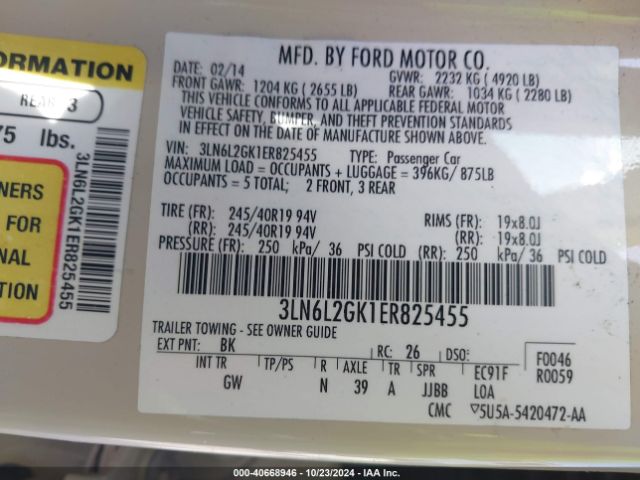 ORMATION
REAR 3
75 lbs.
NERS
FOR
NAL
TION
3LN6L2GK1ER825455
MFD. BY FORD MOTOR CO.
DATE: 02/14 GVWR: 2232 KG ( 4920 LB)
FRONT GAWR: 1204 KG ( 2655 LB) REAR GAWR: 1034 KG ( 2280 LB)
THIS VEHICLE CONFORMS TO ALL APPLICABLE FEDERAL MOTOR
VEHICLE SAFETY, BUMPER, AND THEFT PREVENTION STANDARDS
IN EFFECT ON THE DATE OF MANUFACTURE SHOWN ABOVE.
VIN: 3LN6L2GK1ER825455 TYPE: Passenger Car
MAXIMUM LOAD = OCCUPANTS + LUGGAGE = 396KG/ 875LB
OCCUPANTS = 5 TOTAL; 2 FRONT, 3 REAR
TIRE (FR): 245/40R19 94V RIMS (FR): 19x8.0J
(RR): 245/40R19 94V (RR): 19x8.0J
PRESSURE (FR): 250 kPa/ 36 PSI COLD (RR): 250 kPa/ 36 PSI COLD
3LN6L2GK1ER825455
TRAILER TOWING - SEE OWNER GUIDE
EXT PNT: BK RC: 26 DSO: F0046
INT TR TP/PS R AXLE TR SPR EC91F R0059
GW N 39 A JJBB LOA
CMC 5U5A-5420472-AA
000-40668946 - 10/23/2024 - IAA Inc.